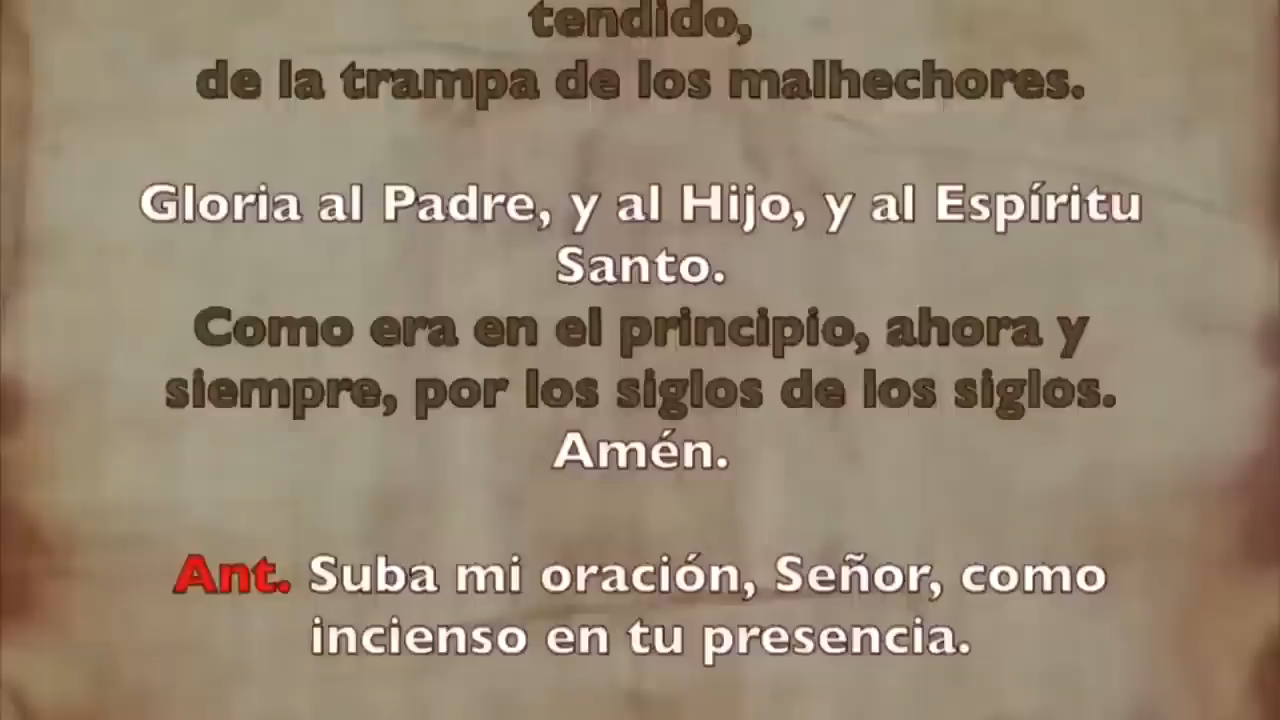 tendido,
de la trampa de los malhechores.
Gloria al Padre, y al Hijo, y al Espíritu
Santo.
Como era en el principio, ahora y
siempre, por los siglos de los siglos.
Amén.
Ant. Suba mi oración, Señor, como
incienso en tu presencia.